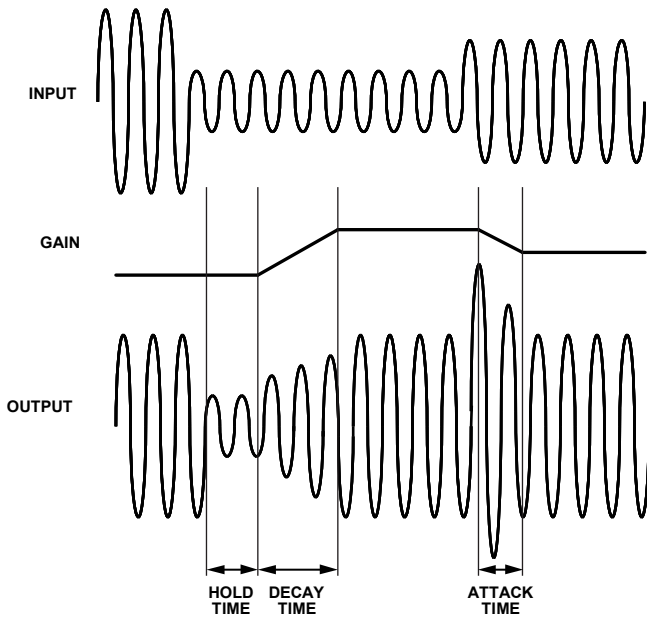 INPUT
GAIN
OUTPUT
HOLD
TIME
DECAY
TIME
ATTACK
TIME